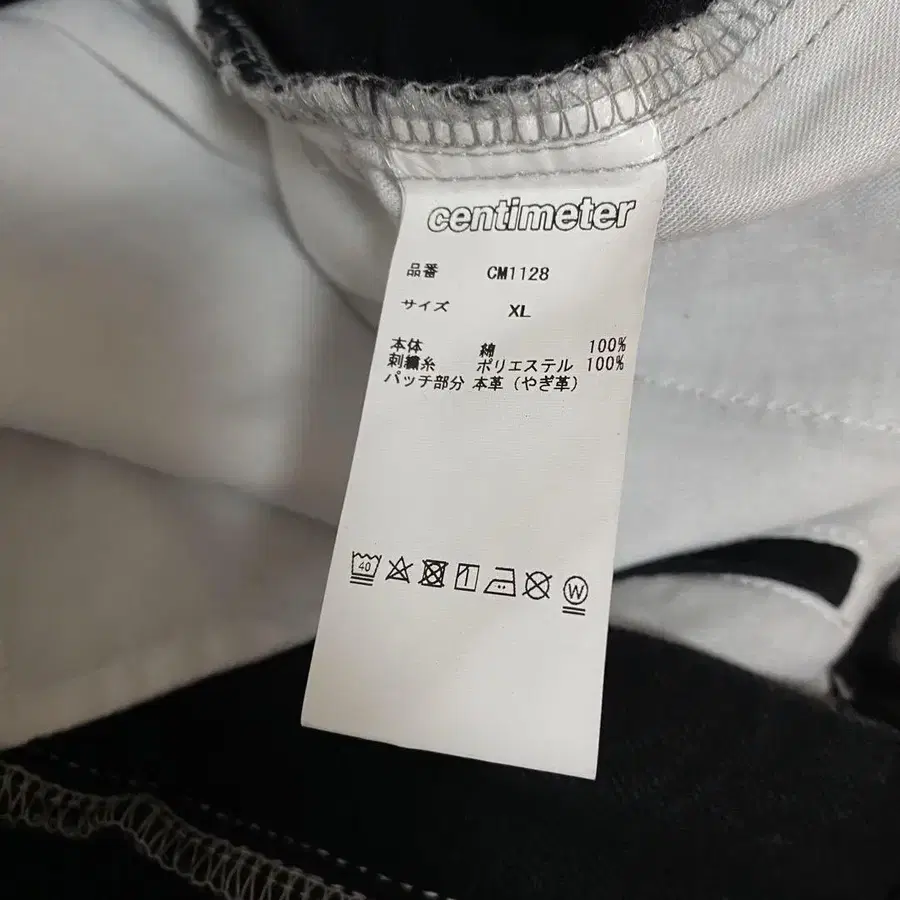 centimeter
品番 CM1128
サイズ XL
本体 綿 100%
刺繍糸 ポリエステル 100%
パッチ部分 本革（やぎ革）
40
W